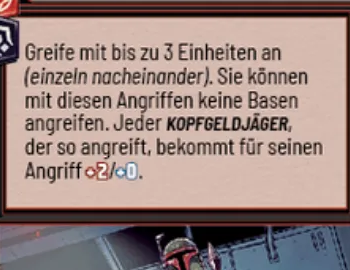 Greife mit bis zu 3 Einheiten an
(einzeln nacheinander). Sie können
mit diesen Angriffen keine Basen
angreifen. Jeder KOPFGELDJÄGER,
der so angreift, bekommt für seinen
Angriff +2/+0.